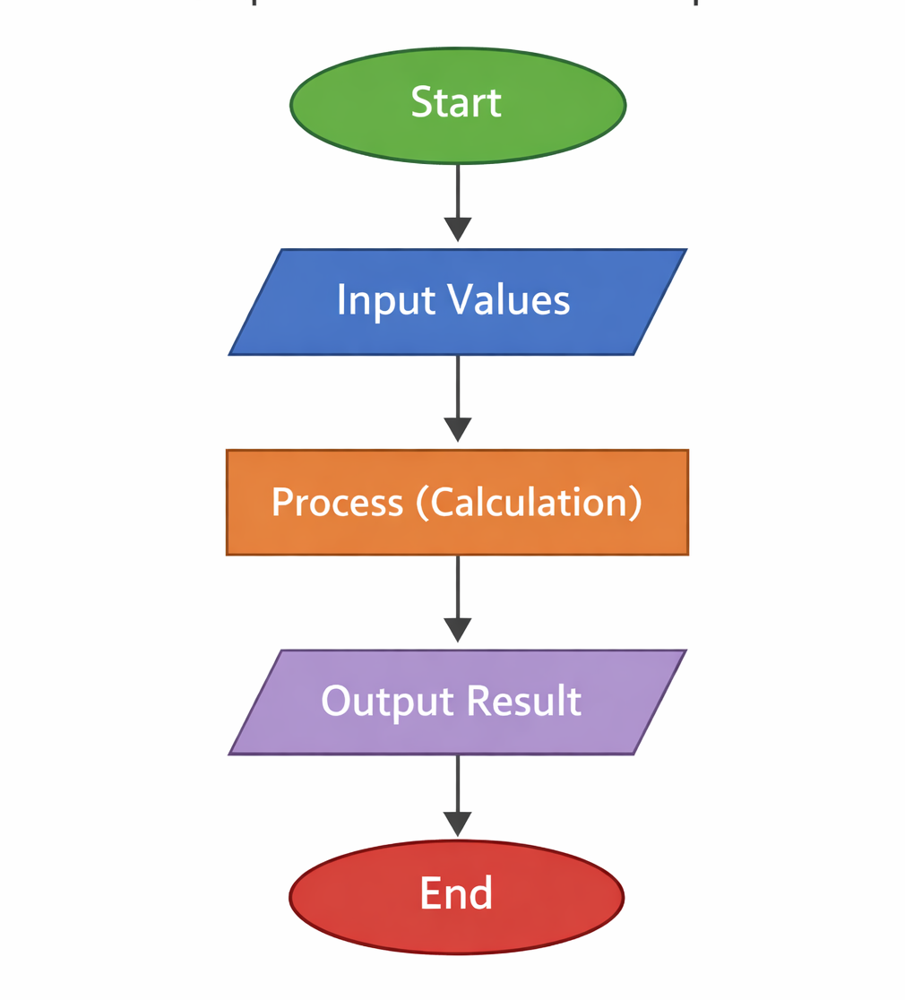 Start
Input Values
Process (Calculation)
Output Result
End